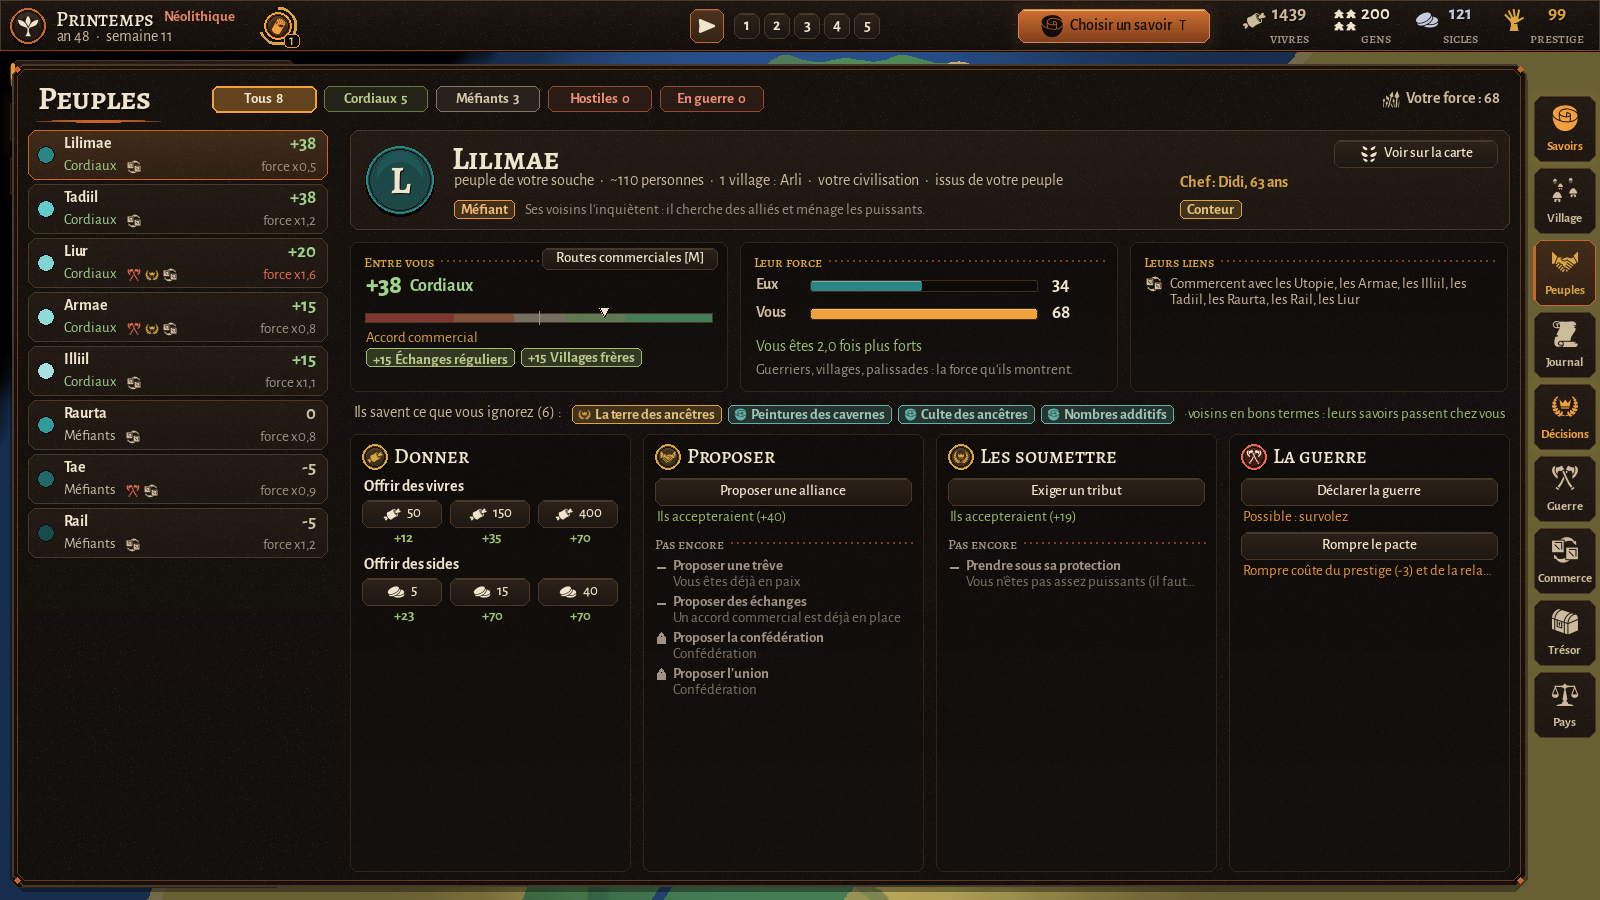 Printemps Néolithique
an 48 · semaine 11
1
1 2 3 4 5
Choisir un savoir T
1439 VIVRES
200 GENS
121 SICLES
99 PRESTIGE
Peuples
Tous 8
Cordiaux 5
Méfiants 3
Hostiles 0
En guerre 0
Votre force : 68
Lilimae +38
Cordiaux force x0,5
Tadiil +38
Cordiaux force x1,2
Liur +20
Cordiaux force x1,6
Armae +15
Cordiaux force x0,8
Illiil +15
Cordiaux force x1,1
Raurta 0
Méfiants force x0,8
Tae -5
Méfiants force x0,9
Rail -5
Méfiants force x1,2
L
Lilimae
peuple de votre souche · ~110 personnes · 1 village : Arli · votre civilisation · issus de votre peuple
Méfiant Ses voisins l'inquiètent : il cherche des alliés et ménage les puissants.
Voir sur la carte
Chef : Didi, 63 ans
Conteur
Entre vous
Routes commerciales [M]
+38 Cordiaux
Accord commercial
+15 Échanges réguliers
+15 Villages frères
Leur force
Eux 34
Vous 68
Vous êtes 2,0 fois plus forts
Guerriers, villages, palissades : la force qu'ils montrent.
Leurs liens
Commercent avec les Utopie, les Armae, les Illiil, les
Tadiil, les Raurta, les Rail, les Liur
Ils savent ce que vous ignorez (6) :
La terre des ancêtres
Peintures des cavernes
Culte des ancêtres
Nombres additifs
·voisins en bons termes : leurs savoirs passent chez vous
Donner
Offrir des vivres
50 150 400
+12 +35 +70
Offrir des sicles
5 15 40
+23 +70 +70
Proposer
Proposer une alliance
Ils accepteraient (+40)
Pas encore
Proposer une trêve
Vous êtes déjà en paix
Proposer des échanges
Un accord commercial est déjà en place
Proposer la confédération
Confédération
Proposer l'union
Confédération
Les soumettre
Exiger un tribut
Ils accepteraient (+19)
Pas encore
Prendre sous sa protection
Vous n'êtes pas assez puissants (il faut...
La guerre
Déclarer la guerre
Possible : survolez
Rompre le pacte
Rompre coûte du prestige (-3) et de la rela...
Savoirs
Village
Peuples
Journal
Décisions
Guerre
Commerce
Trésor
Pays